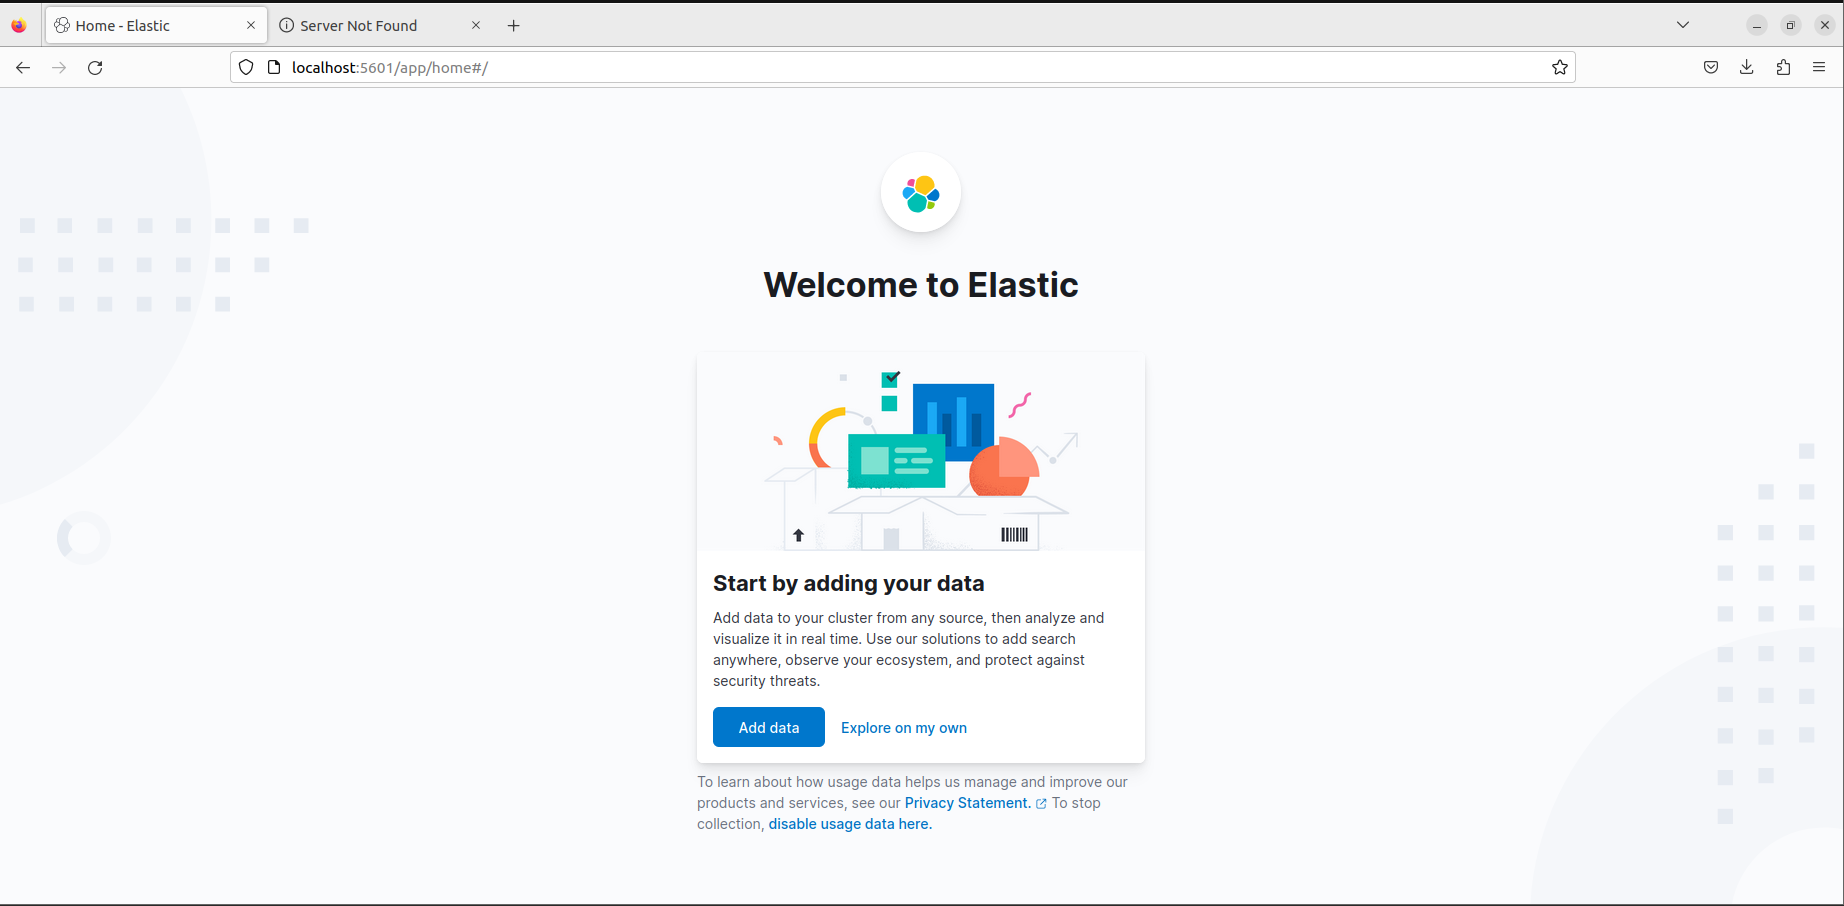 Home - Elastic
Server Not Found
localhost:5601/app/home#/
Welcome to Elastic
Start by adding your data
Add data to your cluster from any source, then analyze and
visualize it in real time. Use our solutions to add search
anywhere, observe your ecosystem, and protect against
security threats.
Add data
Explore on my own
To learn about how usage data helps us manage and improve our
products and services, see our Privacy Statement. To stop
collection, disable usage data here.